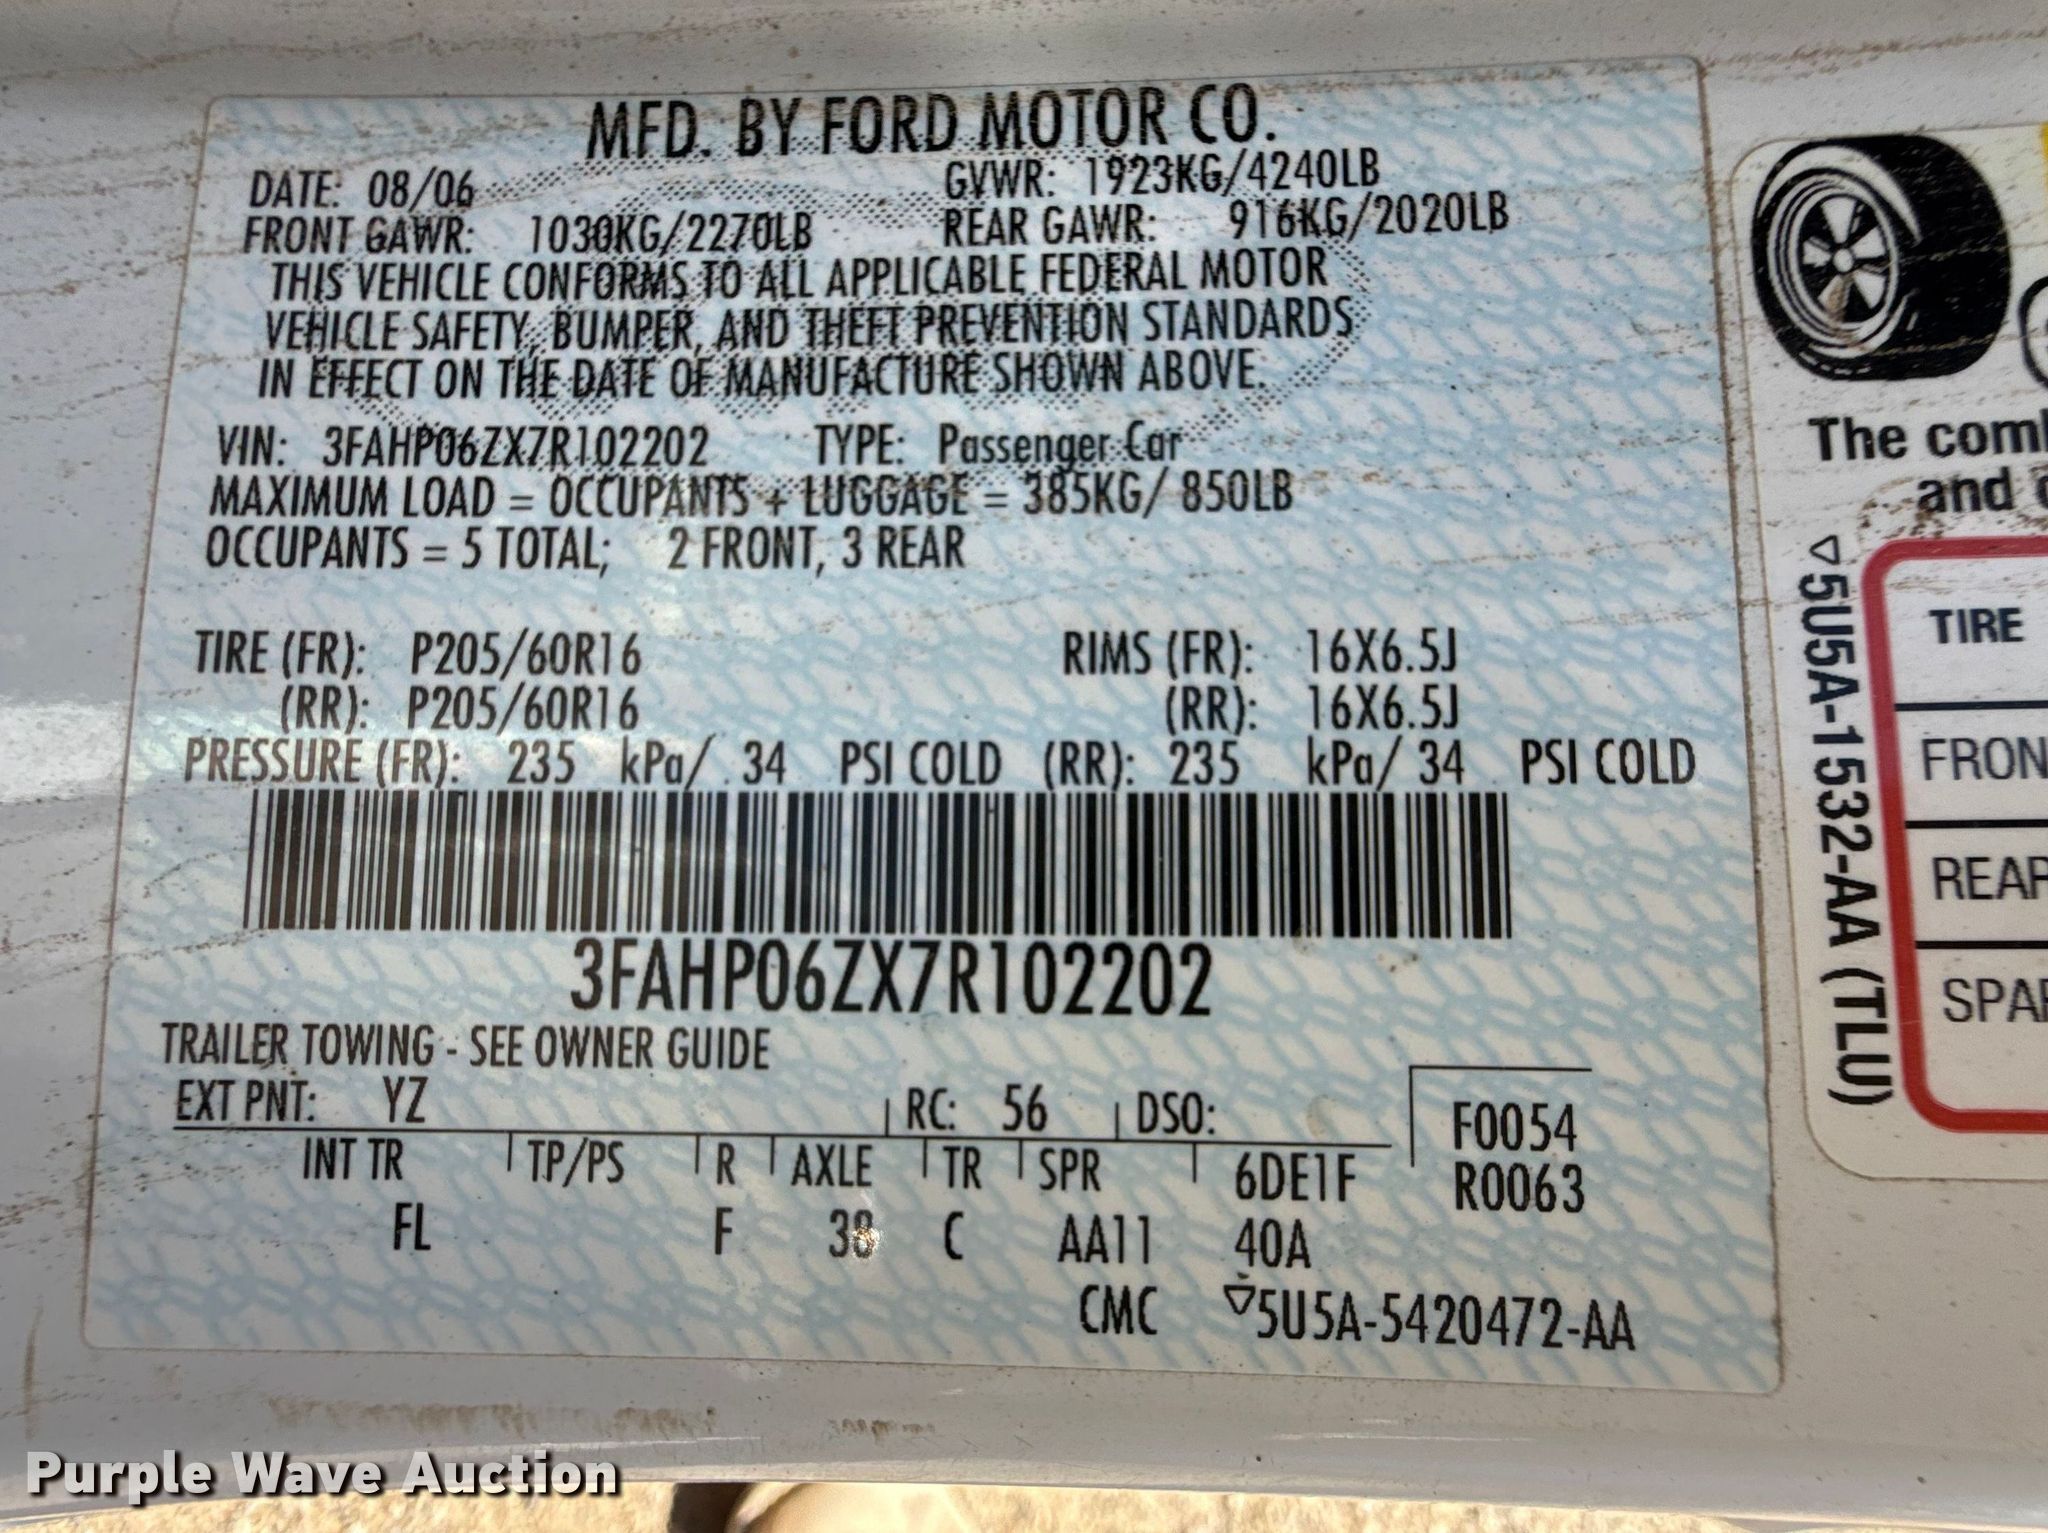 MFD. BY FORD MOTOR CO.
DATE: 08/06 GVWR: 1923KG/4240LB
FRONT GAWR: 1030KG/2270LB REAR GAWR: 916KG/2020LB
THIS VEHICLE CONFORMS TO ALL APPLICABLE FEDERAL MOTOR
VEHICLE SAFETY, BUMPER, AND THEFT PREVENTION STANDARDS
IN EFFECT ON THE DATE OF MANUFACTURE SHOWN ABOVE.
VIN: 3FAHP06ZX7R102202 TYPE: Passenger Car
MAXIMUM LOAD = OCCUPANTS + LUGGAGE = 385KG/ 850LB
OCCUPANTS = 5 TOTAL; 2 FRONT, 3 REAR
TIRE (FR): P205/60R16 RIMS (FR): 16X6.5J
(RR): P205/60R16 (RR): 16X6.5J
PRESSURE (FR): 235 kPa/ 34 PSI COLD (RR): 235 kPa/ 34 PSI COLD
3FAHP06ZX7R102202
TRAILER TOWING - SEE OWNER GUIDE
EXT PNT: YZ RC: 56 DSO:
F0054
INT TR TP/PS R AXLE TR SPR 6DE1F
R0063
FL F 38 C AA11 40A
CMC 5U5A-5420472-AA
The
and
5U5A-1532-AA (TLU)
TIRE
Purple Wave Auction